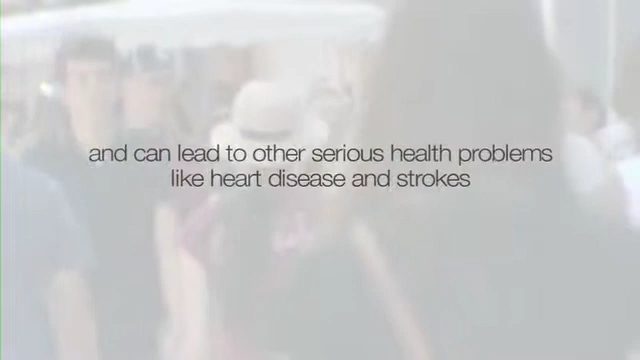 and can lead to other serious health problems
like heart disease and strokes